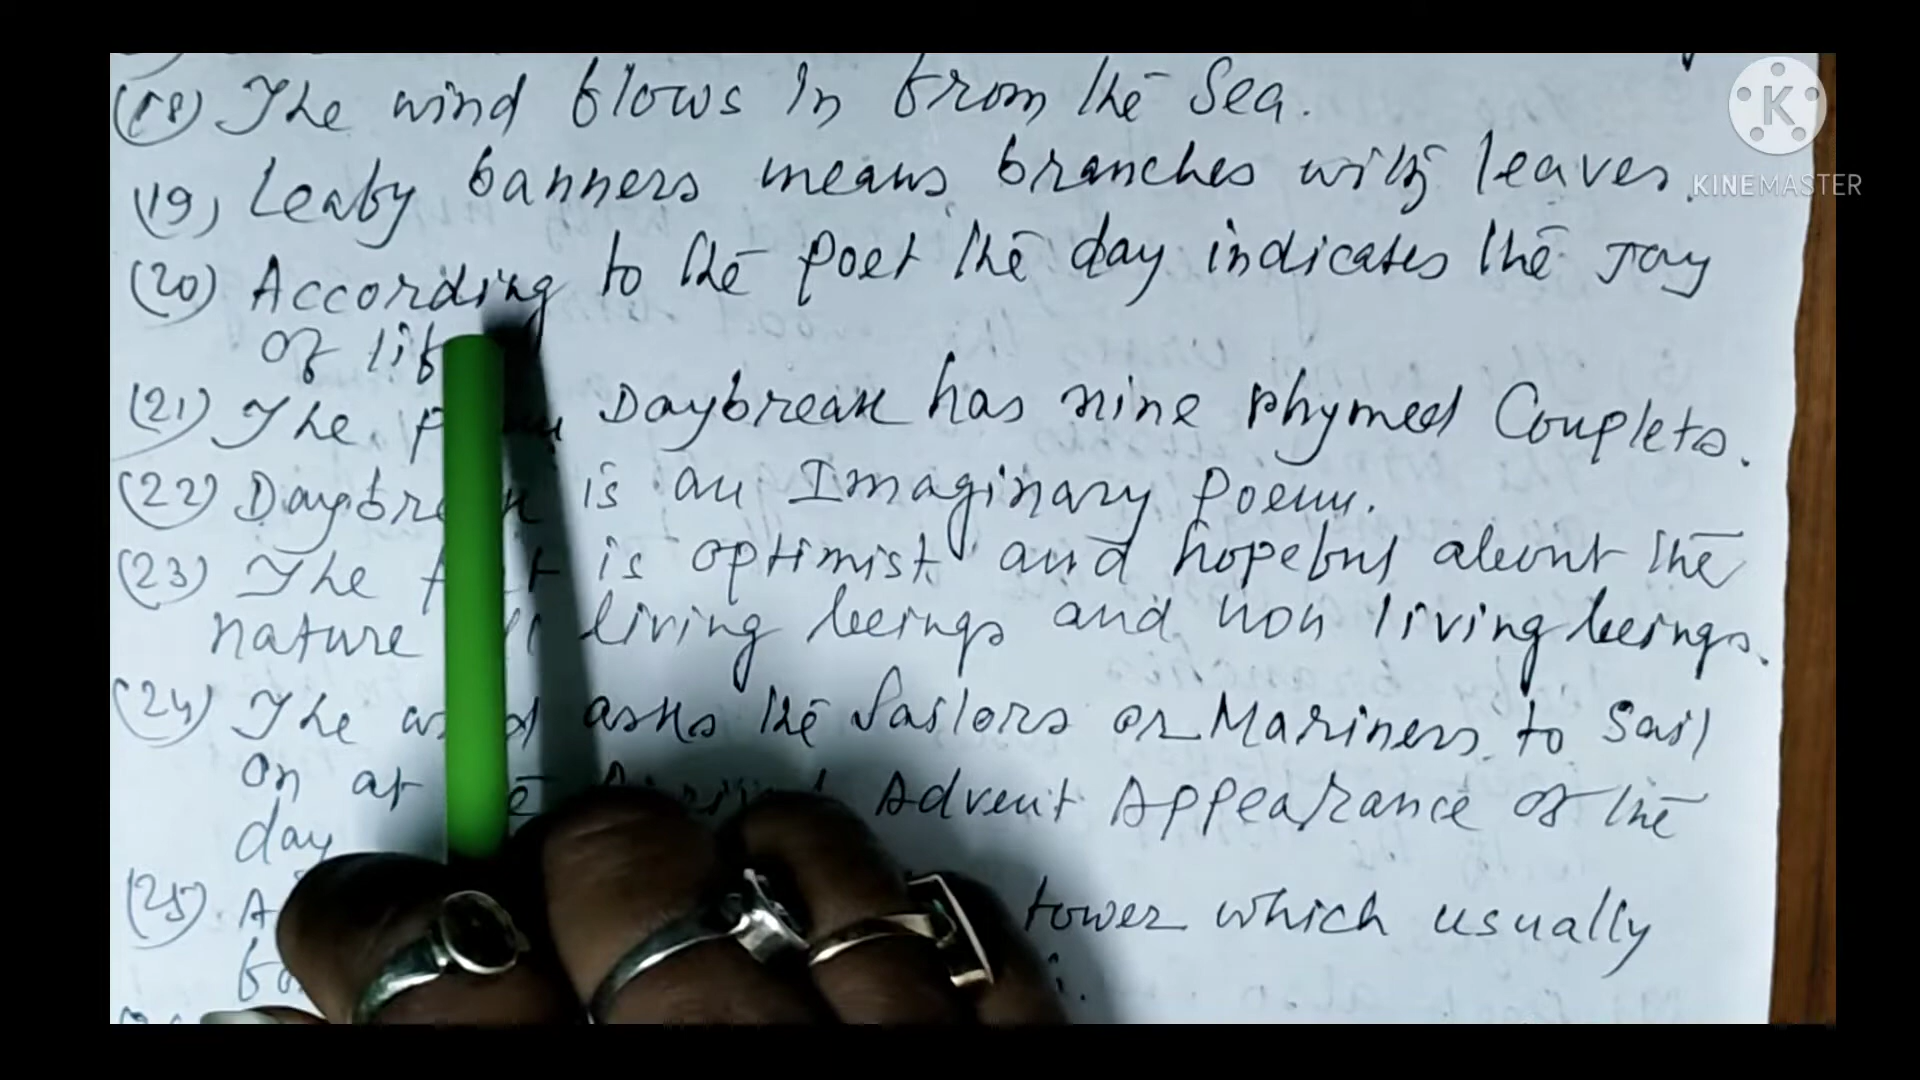 (18) The wind blows in from the Sea.
(19) Leafy banners means branches with leaves.
(20) According to the poet the day indicates the Joy
of
(21) The Daybreak has nine rhymed Couplets.
(22) is an Imaginary Poem.
(23) The is optimist and hopeful about the
nature living beings and non living beings.
(24) The asks the Sailors or Mariners to Sail
on at Advent Appearance of the
day
(25) tower which usually
K
KINEMASTER